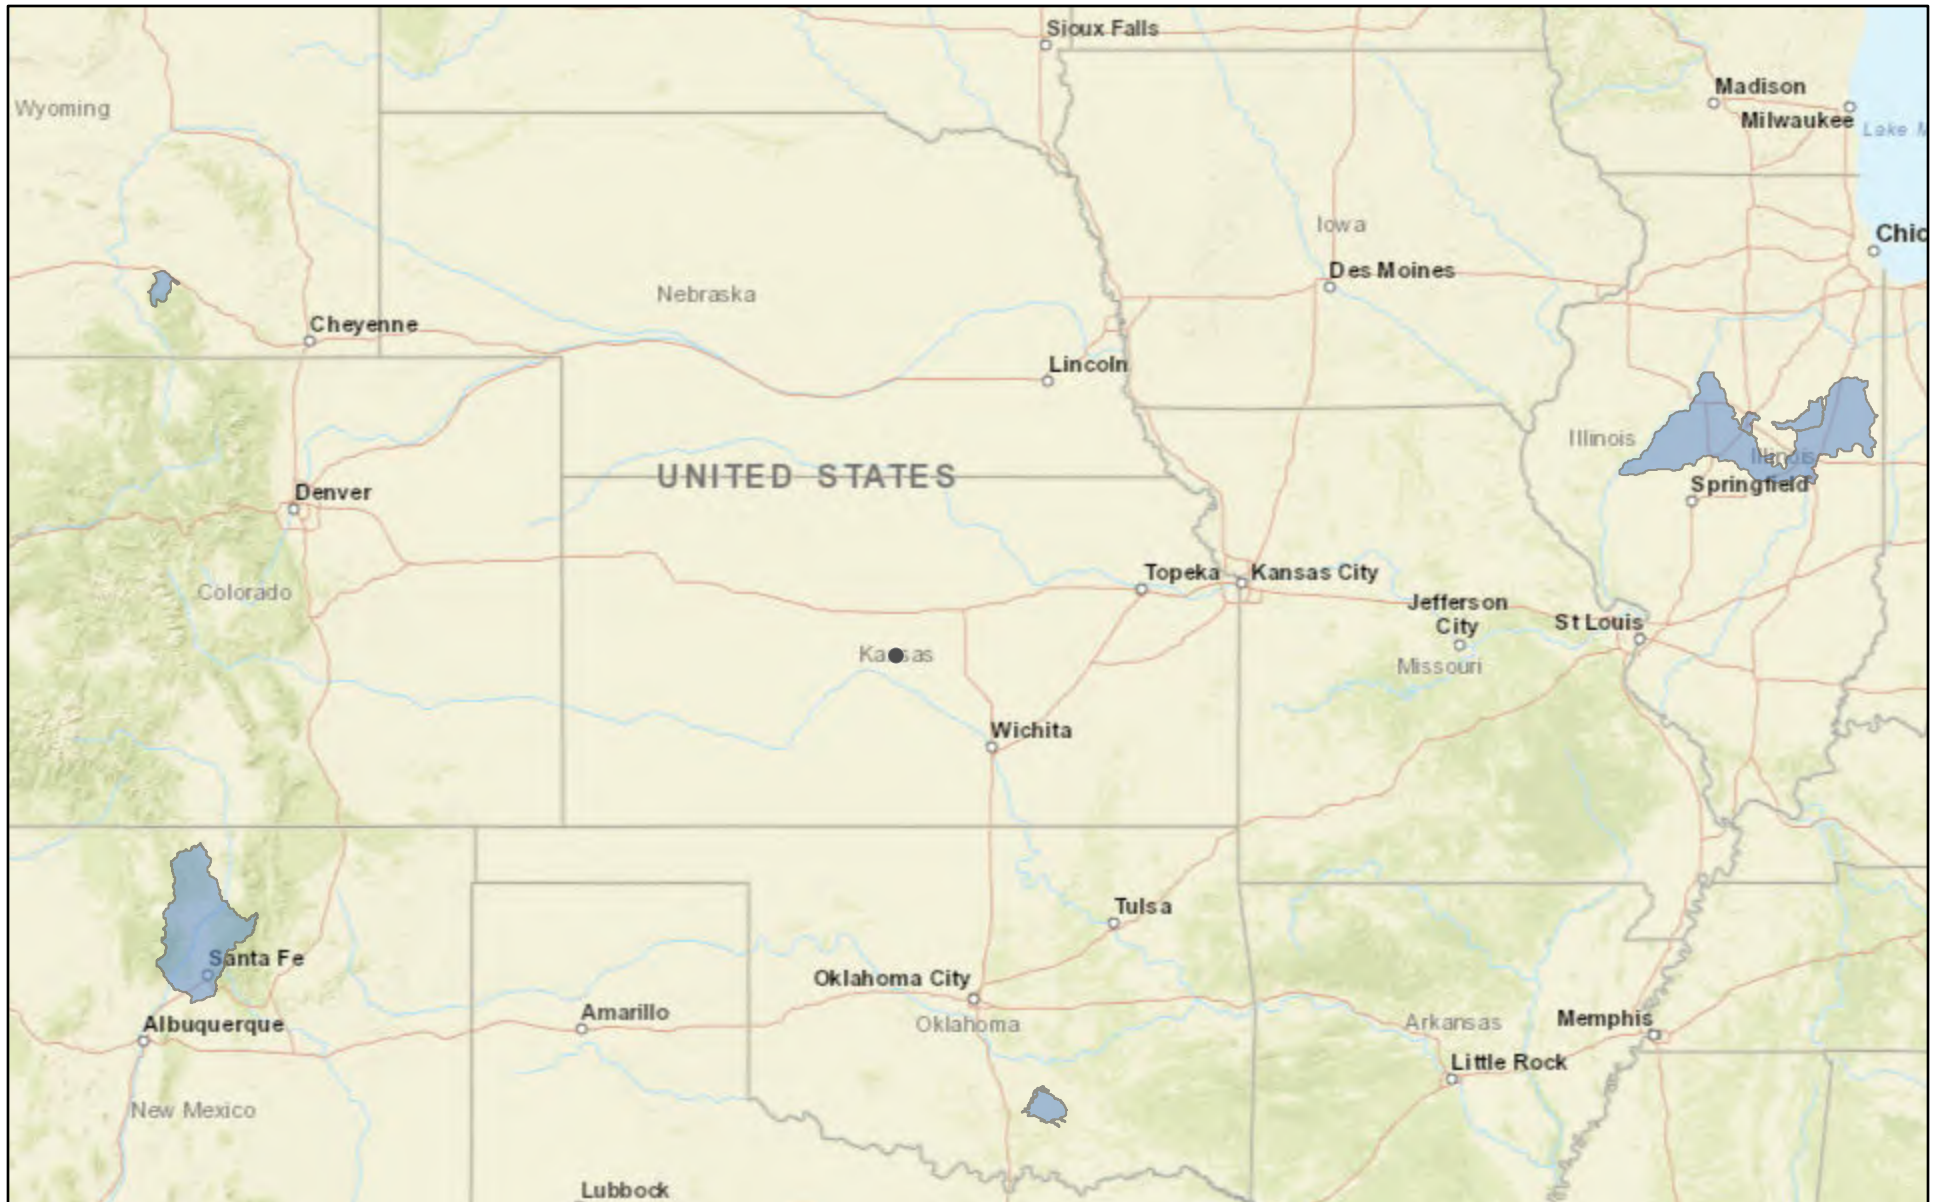 Sioux Falls
Wyoming
Madison
Milwaukee
Lake M
Iowa
Chic
Des Moines
Nebraska
Cheyenne
Lincoln
Illinois
Illinois
UNITED STATES
Springfield
Denver
Topeka
Kansas City
Colorado
Jefferson
City
St Louis
Kansas
Missouri
Wichita
Tulsa
Santa Fe
Oklahoma City
Amarillo
Albuquerque
Oklahoma
Arkansas
Memphis
Little Rock
New Mexico
Lubbock